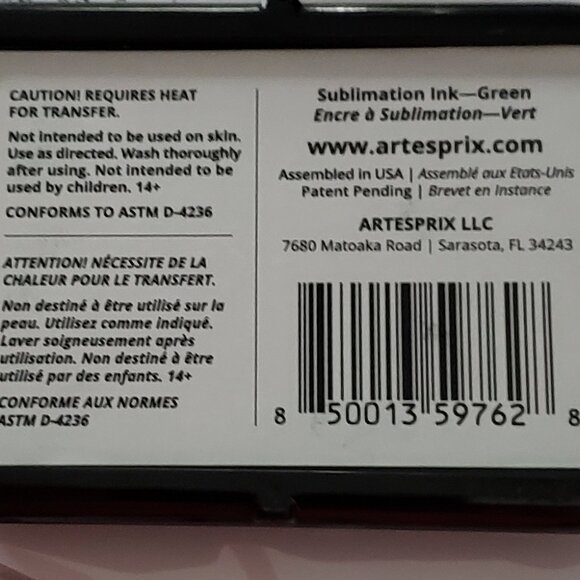 CAUTION! REQUIRES HEAT
FOR TRANSFER.
Not intended to be used on skin.
Use as directed. Wash thoroughly
after using. Not intended to be
used by children. 14+
CONFORMS TO ASTM D-4236
ATTENTION! NÉCESSITE DE LA
CHALEUR POUR LE TRANSFERT.
Non destiné à être utilisé sur la
peau. Utilisez comme indiqué.
Laver soigneusement après
utilisation. Non destiné à être
utilisé par des enfants. 14+
CONFORME AUX NORMES
ASTM D-4236
Sublimation Ink—Green
Encre à Sublimation—Vert
www.artesprix.com
Assembled in USA | Assemblé aux Etats-Unis
Patent Pending | Brevet en Instance
ARTESPRIX LLC
7680 Matoaka Road | Sarasota, FL 34243
8 50013 59762 8